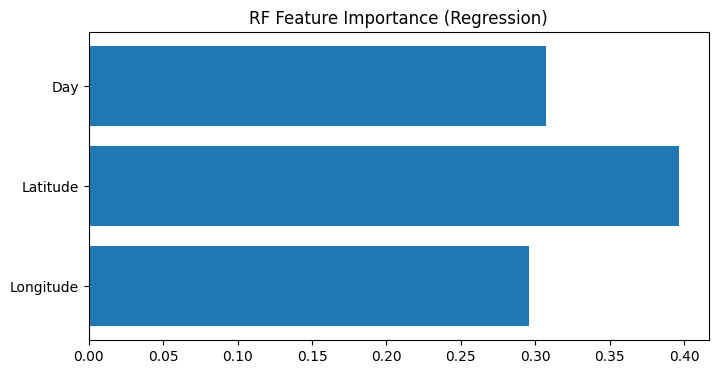 RF Feature Importance (Regression)
Day
Latitude
Longitude
0.00 0.05 0.10 0.15 0.20 0.25 0.30 0.35 0.40